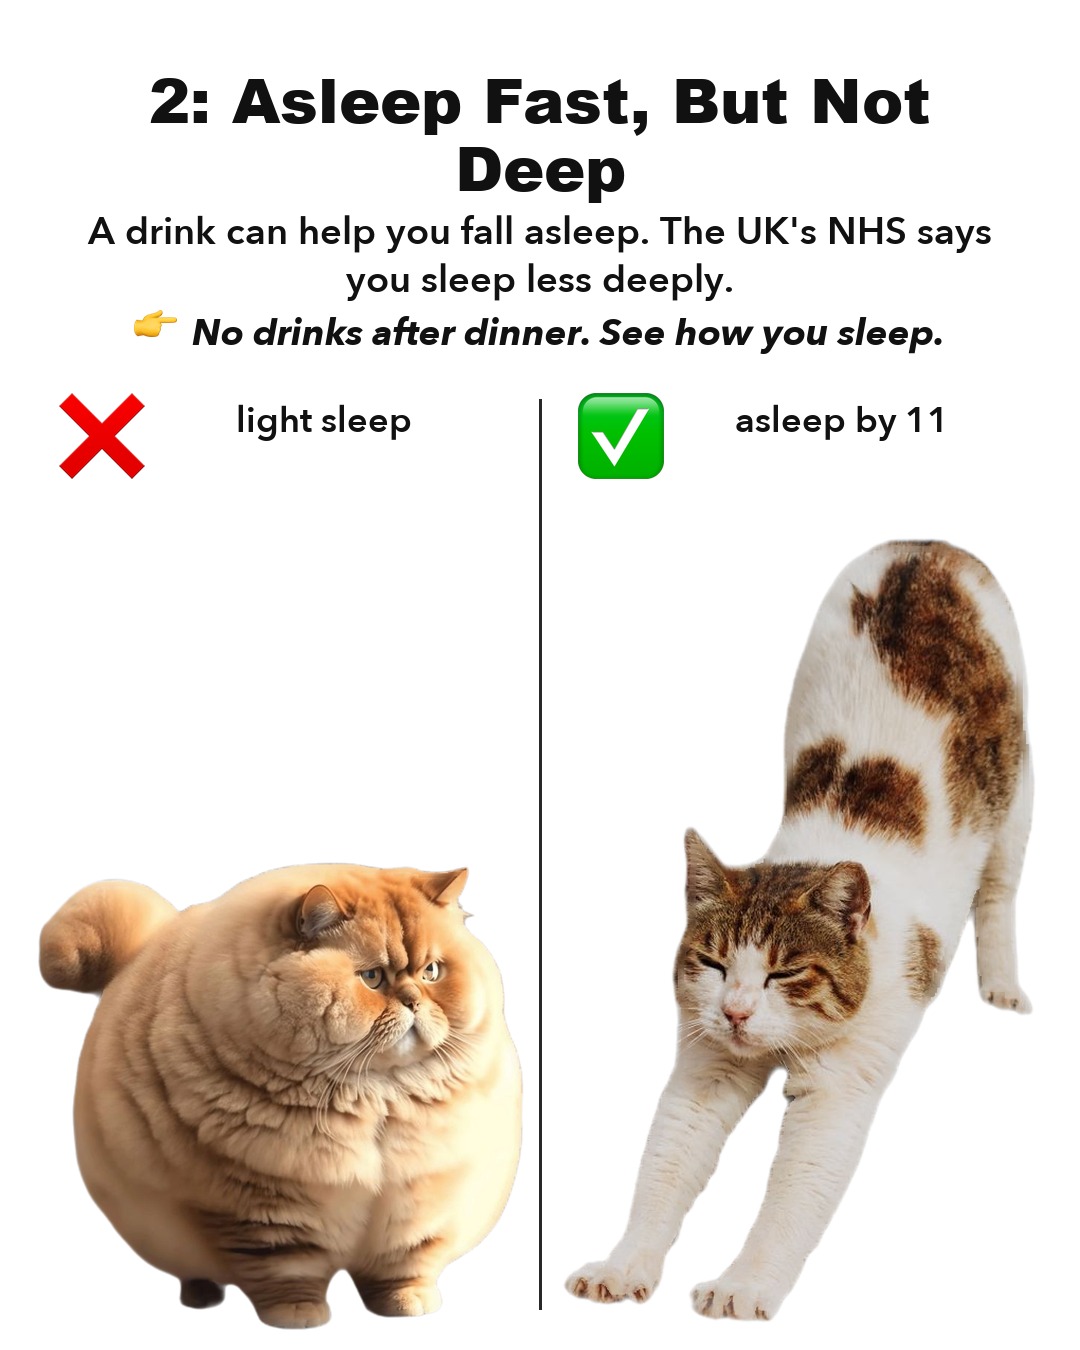 2: Asleep Fast, But Not
Deep
A drink can help you fall asleep. The UK's NHS says
you sleep less deeply.
👉 No drinks after dinner. See how you sleep.
❌ light sleep
✅ asleep by 11